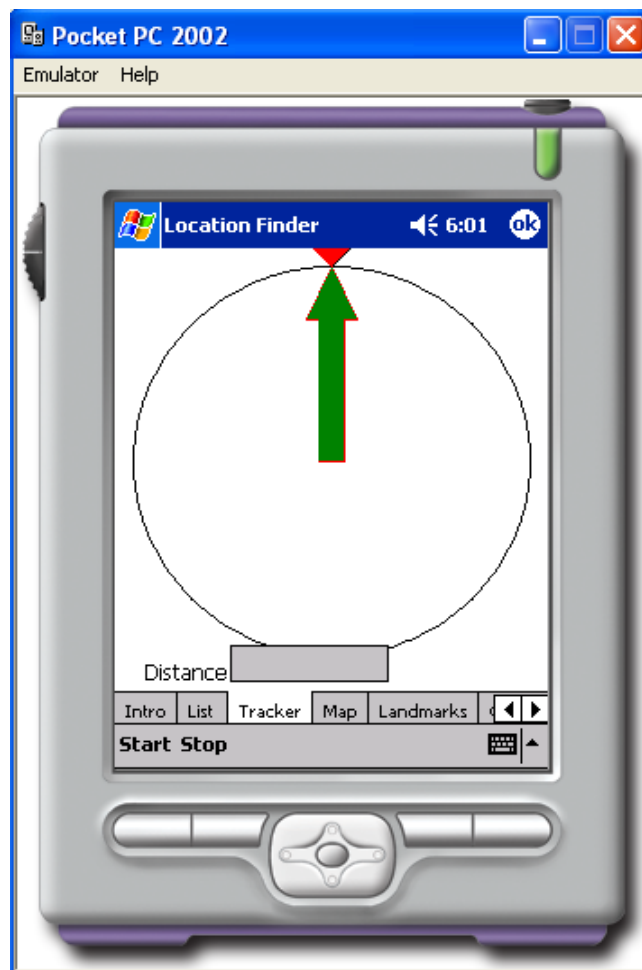 Pocket PC 2002
Emulator Help
Location Finder 6:01 ok
Distance
Intro List Tracker Map Landmarks
Start Stop